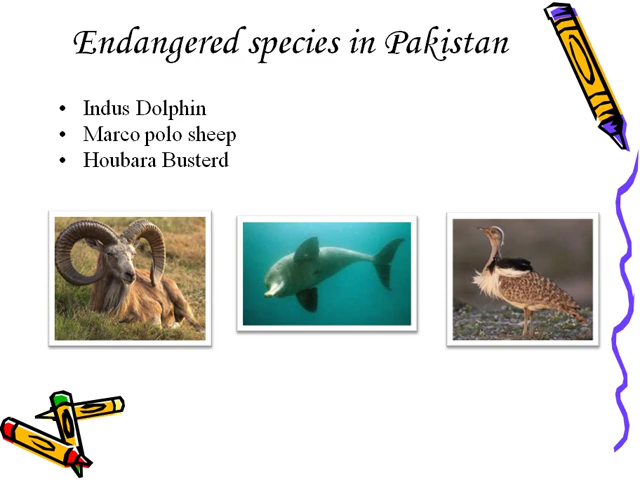 Endangered species in Pakistan
• Indus Dolphin
• Marco polo sheep
• Houbara Busterd